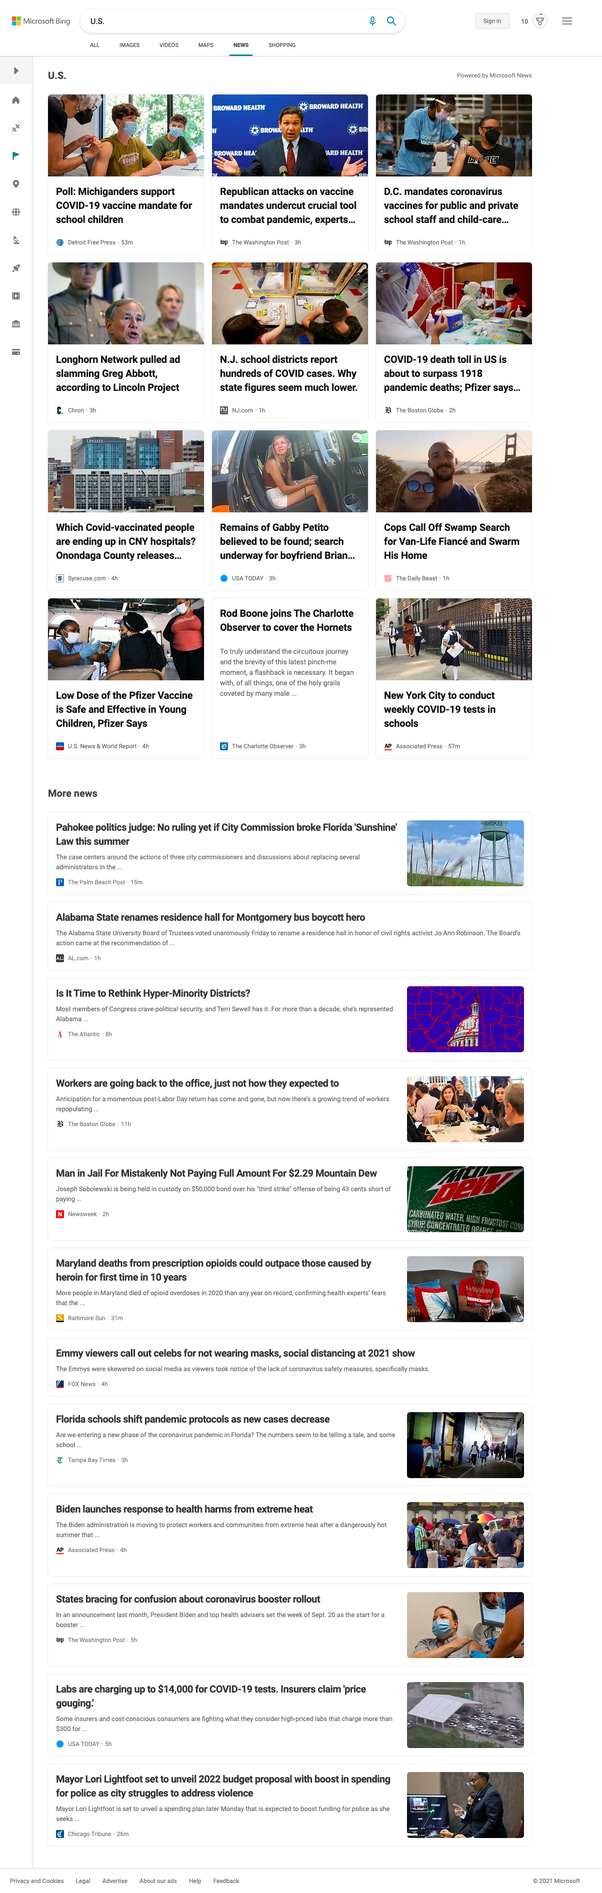 Microsoft Bing
U.S.
Sign in
10
ALL
IMAGES
VIDEOS
MAPS
NEWS
SHOPPING
U.S.
Powered by Microsoft News
BROWARD HEALTH
Poll: Michiganders support
COVID-19 vaccine mandate for
school children
Detroit Free Press · 53m
Republican attacks on vaccine
mandates undercut crucial tool
to combat pandemic, experts...
The Washington Post · 3h
D.C. mandates coronavirus
vaccines for public and private
school staff and child-care...
The Washington Post · 1h
Longhorn Network pulled ad
slamming Greg Abbott,
according to Lincoln Project
Chron · 3h
N.J. school districts report
hundreds of COVID cases. Why
state figures seem much lower.
NJ.com · 1h
COVID-19 death toll in US is
about to surpass 1918
pandemic deaths; Pfizer says...
The Boston Globe · 2h
Which Covid-vaccinated people
are ending up in CNY hospitals?
Onondaga County releases...
Syracuse.com · 4h
Remains of Gabby Petito
believed to be found; search
underway for boyfriend Brian...
USA TODAY · 3h
Cops Call Off Swamp Search
for Van-Life Fiancé and Swarm
His Home
The Daily Beast · 1h
Low Dose of the Pfizer Vaccine
is Safe and Effective in Young
Children, Pfizer Says
U.S. News & World Report · 4h
Rod Boone joins The Charlotte
Observer to cover the Hornets
To truly understand the circuitous journey
and the brevity of this latest pinch-me
moment, a flashback is necessary. It began
with, of all things, one of the holy grails
coveted by many male ...
The Charlotte Observer · 3h
New York City to conduct
weekly COVID-19 tests in
schools
AP Associated Press · 57m
More news
Pahokee politics judge: No ruling yet if City Commission broke Florida 'Sunshine'
Law this summer
The case centers around the actions of three city commissioners and discussions about replacing several
administrators in the ...
The Palm Beach Post · 15m
Alabama State renames residence hall for Montgomery bus boycott hero
The Alabama State University Board of Trustees voted unanimously Friday to rename a residence hall in honor of civil rights activist Jo Ann Robinson. The Board's
action came at the recommendation of ...
AL.com · 1h
Is It Time to Rethink Hyper-Minority Districts?
Most members of Congress crave political security, and Terri Sewell has it. For more than a decade, she's represented
Alabama ...
The Atlantic · 8h
Workers are going back to the office, just not how they expected to
Anticipation for a momentous post-Labor Day return has come and gone, but now there's a growing trend of workers
repopulating ...
The Boston Globe · 11h
Man in Jail For Mistakenly Not Paying Full Amount For $2.29 Mountain Dew
Joseph Sobolewski is being held in custody on $50,000 bond over his "third strike" offense of being 43 cents short of
paying ...
Newsweek · 2h
DEW
CARBONATED WATER, HIGH FRUCTOSE CORN
SYRUP CONCENTRATED ORANGE
Maryland deaths from prescription opioids could outpace those caused by
heroin for first time in 10 years
More people in Maryland died of opioid overdoses in 2020 than any year on record, confirming health experts' fears
that the ...
Baltimore Sun · 31m
Emmy viewers call out celebs for not wearing masks, social distancing at 2021 show
The Emmys were skewered on social media as viewers took notice of the lack of coronavirus safety measures, specifically masks.
FOX News · 4h
Florida schools shift pandemic protocols as new cases decrease
Are we entering a new phase of the coronavirus pandemic in Florida? The numbers seem to be telling a tale, and some
school ...
Tampa Bay Times · 3h
Biden launches response to health harms from extreme heat
The Biden administration is moving to protect workers and communities from extreme heat after a dangerously hot
summer that ...
AP Associated Press · 4h
States bracing for confusion about coronavirus booster rollout
In an announcement last month, President Biden and top health advisers set the week of Sept. 20 as the start for a
booster ...
The Washington Post · 5h
Labs are charging up to $14,000 for COVID-19 tests. Insurers claim 'price
gouging.'
Some insurers and cost-conscious consumers are fighting what they consider high-priced labs that charge more than
$300 for ...
USA TODAY · 5h
Mayor Lori Lightfoot set to unveil 2022 budget proposal with boost in spending
for police as city struggles to address violence
Mayor Lori Lightfoot is set to unveil a spending plan later Monday that is expected to boost funding for police as she
seeks ...
Chicago Tribune · 26m
Privacy and Cookies
Legal
Advertise
About our ads
Help
Feedback
© 2021 Microsoft